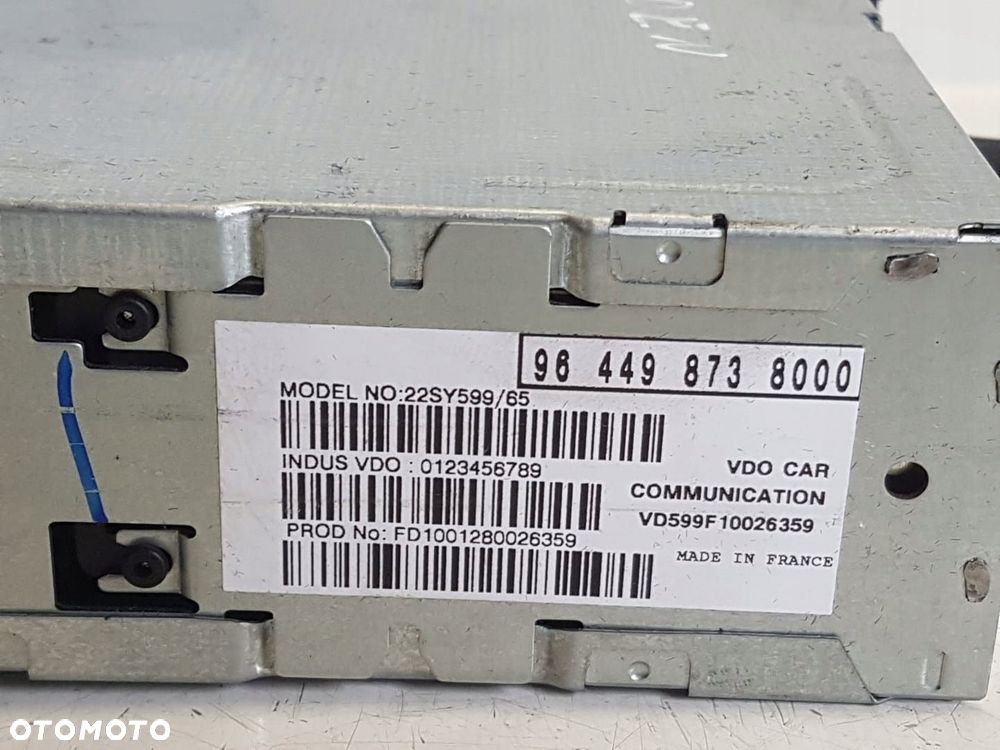 96 449 873 8000
MODEL NO:22SY599/65
INDUS VDO : 0123456789
PROD No: FD1001280026359
VDO CAR
COMMUNICATION
VD599F10026359
MADE IN FRANCE
OTOMOTO